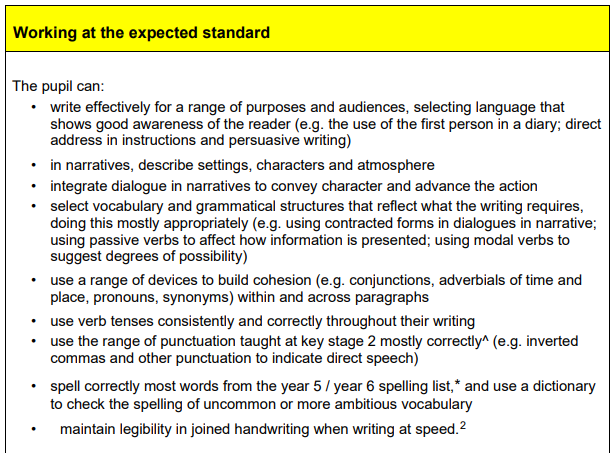 Working at the expected standard
The pupil can:
• write effectively for a range of purposes and audiences, selecting language that
shows good awareness of the reader (e.g. the use of the first person in a diary; direct
address in instructions and persuasive writing)
• in narratives, describe settings, characters and atmosphere
• integrate dialogue in narratives to convey character and advance the action
• select vocabulary and grammatical structures that reflect what the writing requires,
doing this mostly appropriately (e.g. using contracted forms in dialogues in narrative;
using passive verbs to affect how information is presented; using modal verbs to
suggest degrees of possibility)
• use a range of devices to build cohesion (e.g. conjunctions, adverbials of time and
place, pronouns, synonyms) within and across paragraphs
• use verb tenses consistently and correctly throughout their writing
• use the range of punctuation taught at key stage 2 mostly correctly^ (e.g. inverted
commas and other punctuation to indicate direct speech)
• spell correctly most words from the year 5 / year 6 spelling list,* and use a dictionary
to check the spelling of uncommon or more ambitious vocabulary
• maintain legibility in joined handwriting when writing at speed.2